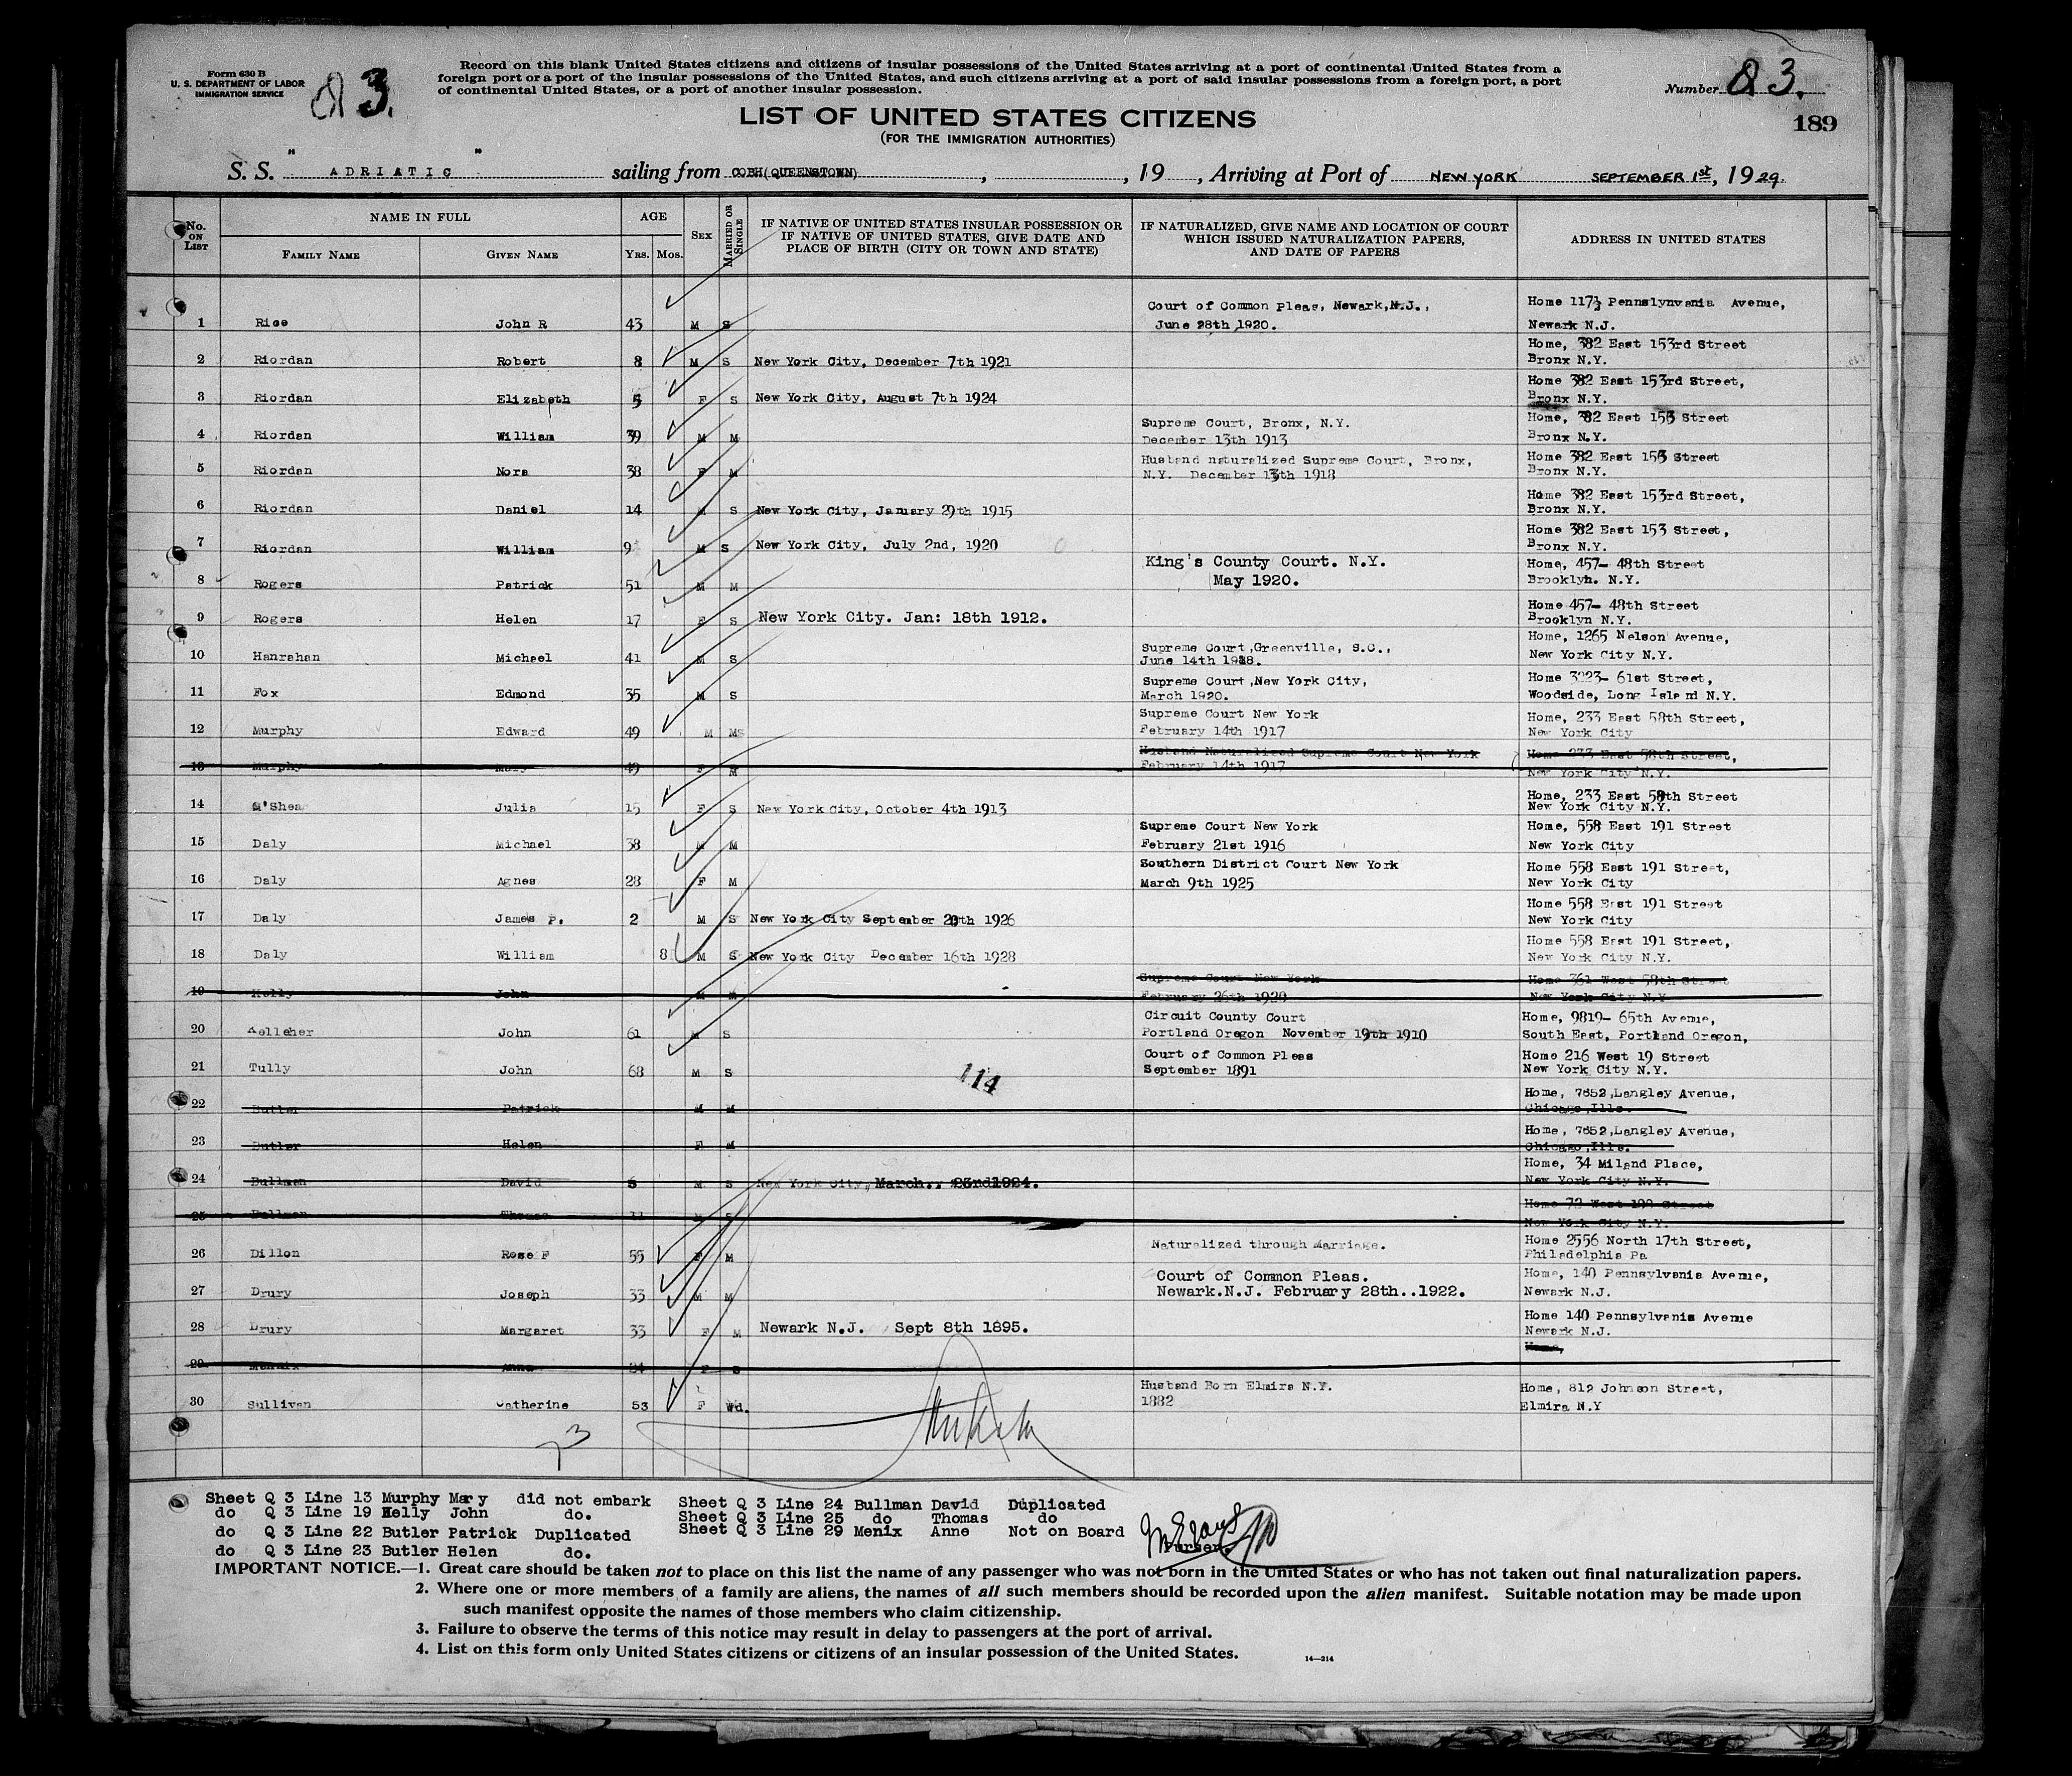 Form 630 B
U. S. DEPARTMENT OF LABOR
IMMIGRATION SERVICE
Q 3.
Record on this blank United States citizens and citizens of insular possessions of the United States arriving at a port of continental United States from a
foreign port or a port of the insular possessions of the United States, and such citizens arriving at a port of said insular possessions from a foreign port, a port
of continental United States, or a port of another insular possession.
Number Q 3.
189
LIST OF UNITED STATES CITIZENS
(FOR THE IMMIGRATION AUTHORITIES)
S. S. "ADRIATIC" sailing from COBH(QUEENSTOWN), , 19 , Arriving at Port of NEW YORK SEPTEMBER 1st, 1929.
No. ON LIST
NAME IN FULL
FAMILY NAME
GIVEN NAME
AGE
YRS. MOS.
SEX
MARRIED OR SINGLE
IF NATIVE OF UNITED STATES INSULAR POSSESSION OR
IF NATIVE OF UNITED STATES, GIVE DATE AND
PLACE OF BIRTH (CITY OR TOWN AND STATE)
IF NATURALIZED, GIVE NAME AND LOCATION OF COURT
WHICH ISSUED NATURALIZATION PAPERS,
AND DATE OF PAPERS
ADDRESS IN UNITED STATES
Court of Common Pleas, Newark,N.J., Home 117½ Pennslynvania Avenue,
1 Rice John R 43 M S June 28th 1920. Newark N.J.
Home, 382 East 153rd Street
2 Riordan Robert 8 M S New York City, December 7th 1921 Bronx N.Y.
Home 382 East 153rd Street,
3 Riordan Elizabeth 5 F S New York City, August 7th 1924 Bronx N.Y.
Supreme Court, Bronx, N.Y. Home, 382 East 153 Street
4 Riordan William 39 M M December 13th 1913 Bronx N.Y.
Husband naturalized Supreme Court, Bronx, Home 382 East 153 Street
5 Riordan Nora 38 F M N.Y. December 13th 1918 Bronx N.Y.
Home 382 East 153rd Street,
6 Riordan Daniel 14 M S New York City, January 29th 1915 Bronx N.Y.
Home 382 East 153 Street,
7 Riordan William 9 M S New York City, July 2nd, 1920 Bronx N.Y.
King's County Court. N.Y. Home, 457- 48th Street
8 Rogers Patrick 51 M M May 1920. Brooklyn. N.Y.
Home 457- 48th Street
9 Rogers Helen 17 F S New York City. Jan: 18th 1912. Brooklyn N.Y.
Supreme Court,Greenville, S.C., Home, 1265 Nelson Avenue,
10 Hanrahan Michael 41 M S June 14th 1918. New York City N.Y.
Supreme Court,New York City, Home 3223- 61st Street,
11 Fox Edmond 35 M S March 1920. Woodside, Long Island N.Y.
Supreme Court New York Home, 233 East 58th Street,
12 Murphy Edward 49 M MS February 14th 1917 New York City
Husband Naturalized Supreme Court New York Home 233 East 58th Street,
13 Murphy Mary 49 F M February 14th 1917 New York City N.Y.
Home, 233 East 58th Street
14 O'Shea Julia 15 F S New York City, October 4th 1913 New York City N.Y.
Supreme Court New York Home, 558 East 191 Street
15 Daly Michael 38 M M February 21st 1916 New York City
Southern District Court New York Home 558 East 191 Street,
16 Daly Agnes 28 F M March 9th 1925 New York City
Home 558 East 191 Street
17 Daly James P. 2 M S New York City September 20th 1926 New York City
Home 558 East 191 Street,
18 Daly William 8 M S New York City December 16th 1928 New York City N.Y.
Supreme Court New York Home 361 West 58th Street
19 Kelly John M M February 26th 1920 New York City N.Y
Circuit County Court Home, 9819- 65th Avenue,
20 Kelleher John 61 M S Portland Oregon November 19th 1910 South East, Portland Oregon,
Court of Common Pleas Home 216 West 19 Street
21 Tully John 68 M S September 1891 New York City N.Y.
114
Home, 7652,Langley Avenue,
22 Butler Patrick M M Chicago,Ills.
Home, 7652,Langley Avenue,
23 Butler Helen F M Chicago,Ills.
Home, 34 Miland Place,
24 Bullman David 5 M S New York City, March.. 23nd1924. New York City N.Y.
Home 72 West 100 Street
25 Bullman Thomas 11 M S New York City N.Y.
Naturalized through Marriage. Home 2556 North 17th Street,
26 Dillon Rose F 55 F M Philadelphia Pa
Court of Common Pleas. Home, 140 Pennsylvania Avenue,
27 Drury Joseph 33 M M Newark.N.J. February 28th..1922. Newark N.J.
Home 140 Pennsylvania Avenue
28 Drury Margaret 33 F M Newark N.J. Sept 8th 1895. Newark N.J.
Home,
29 Mennix Anne 24 F S
Husband Born Elmira N.Y. Home, 812 Johnson Street,
30 Sullivan Catherine 53 F Wd. 1882 Elmira N.Y
23
Sheet Q 3 Line 13 Murphy Mary did not embark
do Q 3 Line 19 Kelly John do.
do Q 3 Line 22 Butler Patrick Duplicated
do Q 3 Line 23 Butler Helen do.
Sheet Q 3 Line 24 Bullman David Duplicated
Sheet Q 3 Line 25 do Thomas do
Sheet Q 3 Line 29 Menix Anne Not on Board
Purser.
IMPORTANT NOTICE.—1. Great care should be taken not to place on this list the name of any passenger who was not born in the United States or who has not taken out final naturalization papers.
2. Where one or more members of a family are aliens, the names of all such members should be recorded upon the alien manifest. Suitable notation may be made upon
such manifest opposite the names of those members who claim citizenship.
3. Failure to observe the terms of this notice may result in delay to passengers at the port of arrival.
4. List on this form only United States citizens or citizens of an insular possession of the United States.
14—214